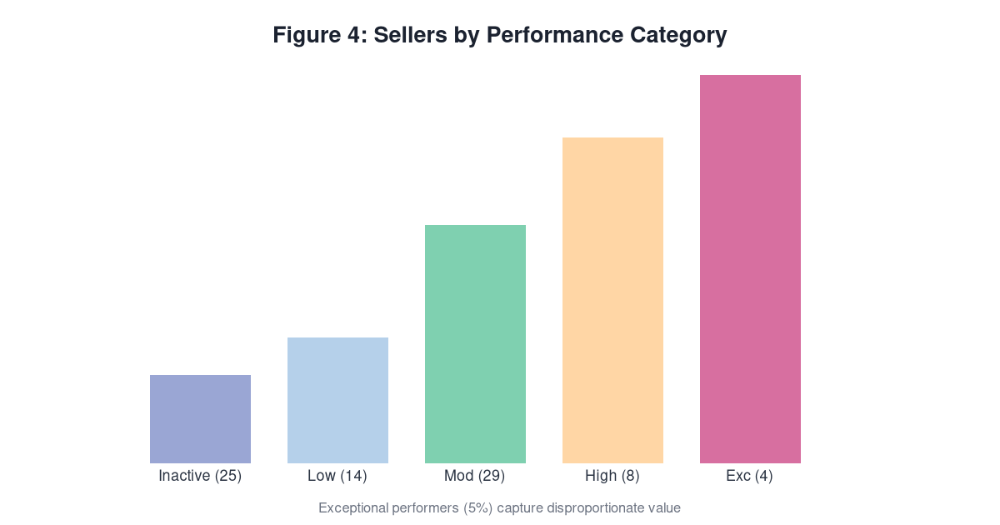 Figure 4: Sellers by Performance Category
Inactive (25) Low (14) Mod (29) High (8) Exc (4)
Exceptional performers (5%) capture disproportionate value